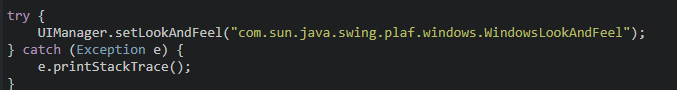 try {
    UIManager.setLookAndFeel("com.sun.java.swing.plaf.windows.WindowsLookAndFeel");
} catch (Exception e) {
    e.printStackTrace();
}